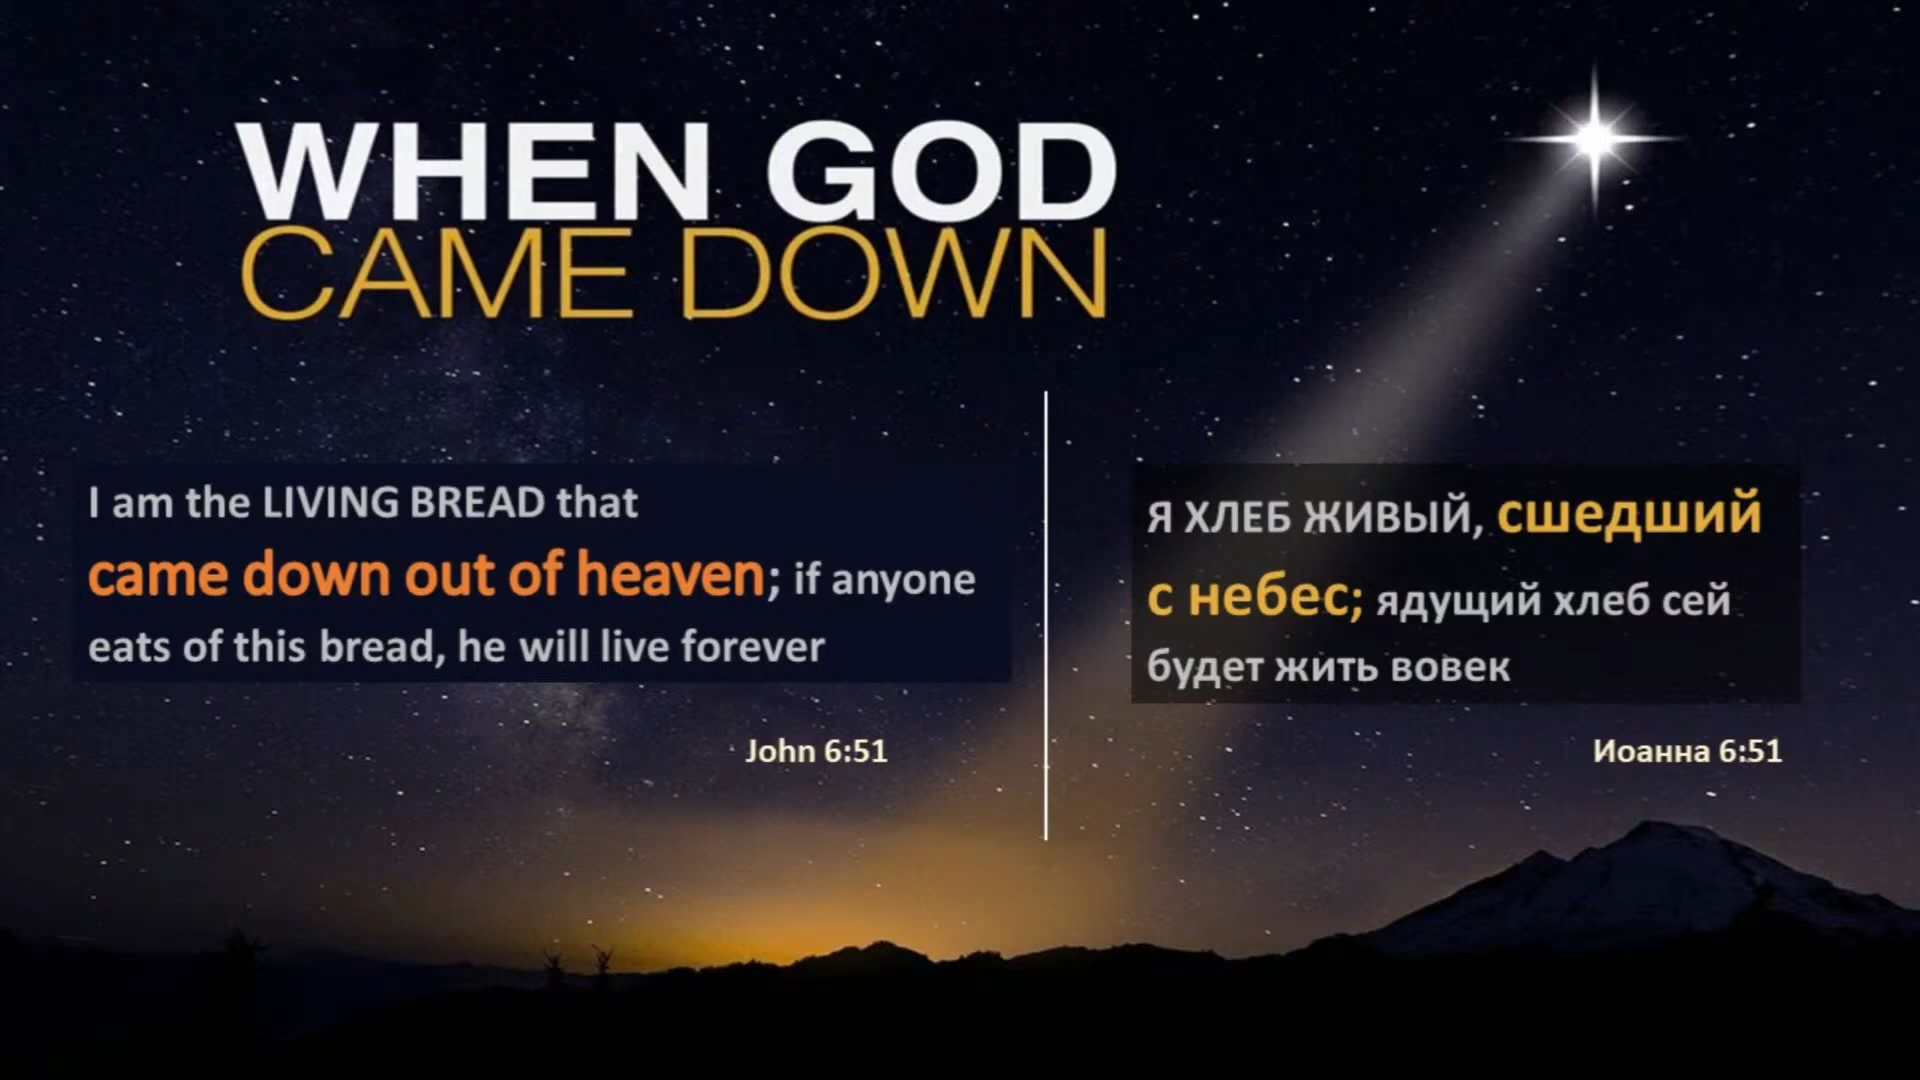 WHEN GOD
CAME DOWN
I am the LIVING BREAD that
came down out of heaven; if anyone
eats of this bread, he will live forever
John 6:51
Я ХЛЕБ ЖИВЫЙ, сшедший
с небес; ядущий хлеб сей
будет жить вовек
Иоанна 6:51